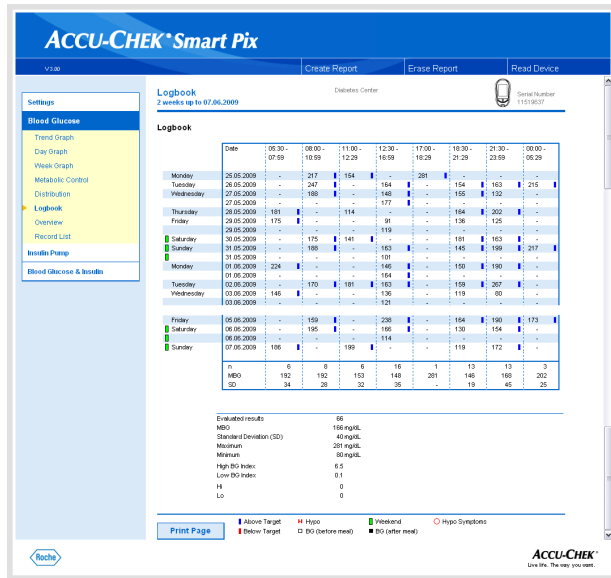 ACCU-CHEK® Smart Pix
V 3.00 Create Report Erase Report Read Device
Settings
Blood Glucose
Trend Graph
Day Graph
Week Graph
Metabolic Control
Distribution
Logbook
Overview
Record List
Insulin Pump
Blood Glucose & Insulin
Logbook
2 weeks up to 07.06.2009
Diabetes Center
Serial Number
11519837
Logbook
Date 05:30 - 07:59 08:00 - 10:59 11:00 - 12:29 12:30 - 16:59 17:00 - 18:29 18:30 - 21:29 21:30 - 23:59 00:00 - 05:29
Monday 25.05.2009 - 217 154 - 281 - - -
Tuesday 26.05.2009 - 247 - 164 - 154 163 215
Wednesday 27.05.2009 - 187 - 148 - 155 132 -
27.05.2009 - - - 177 - - - -
Thursday 28.05.2009 181 - 114 - - 164 202 -
Friday 29.05.2009 175 - - 91 - 136 125 -
29.05.2009 - - - 119 - - - -
Saturday 30.05.2009 - 175 141 - - 181 163 -
Sunday 31.05.2009 - 188 - 163 - 145 199 217
31.05.2009 - - - 101 - - - -
Monday 01.06.2009 224 - - 146 - 150 190 -
01.06.2009 - - - 164 - - - -
Tuesday 02.06.2009 - 170 181 163 - 159 267 -
Wednesday 03.06.2009 146 - - 136 - 119 80 -
03.06.2009 - - - 121 - - - -
Friday 05.06.2009 - 159 - 238 - 164 190 173
Saturday 06.06.2009 - 195 - 166 - 130 154 -
06.06.2009 - - - 114 - - - -
Sunday 07.06.2009 186 - 199 - - 119 172 -
n 6 8 6 16 1 13 13 3
MBG 192 192 153 148 281 146 168 202
SD 34 28 32 35 - 19 45 25
Evaluated results 66
MBG 166 mg/dL
Standard Deviation (SD) 40 mg/dL
Maximum 281 mg/dL
Minimum 80 mg/dL
High BG Index 6.5
Low BG Index 0.1
Hi 0
Lo 0
Print Page
Above Target H Hypo Weekend Hypo Symptoms
Below Target BG (before meal) BG (after meal)
Roche
ACCU-CHEK®
Live life. The way you want.